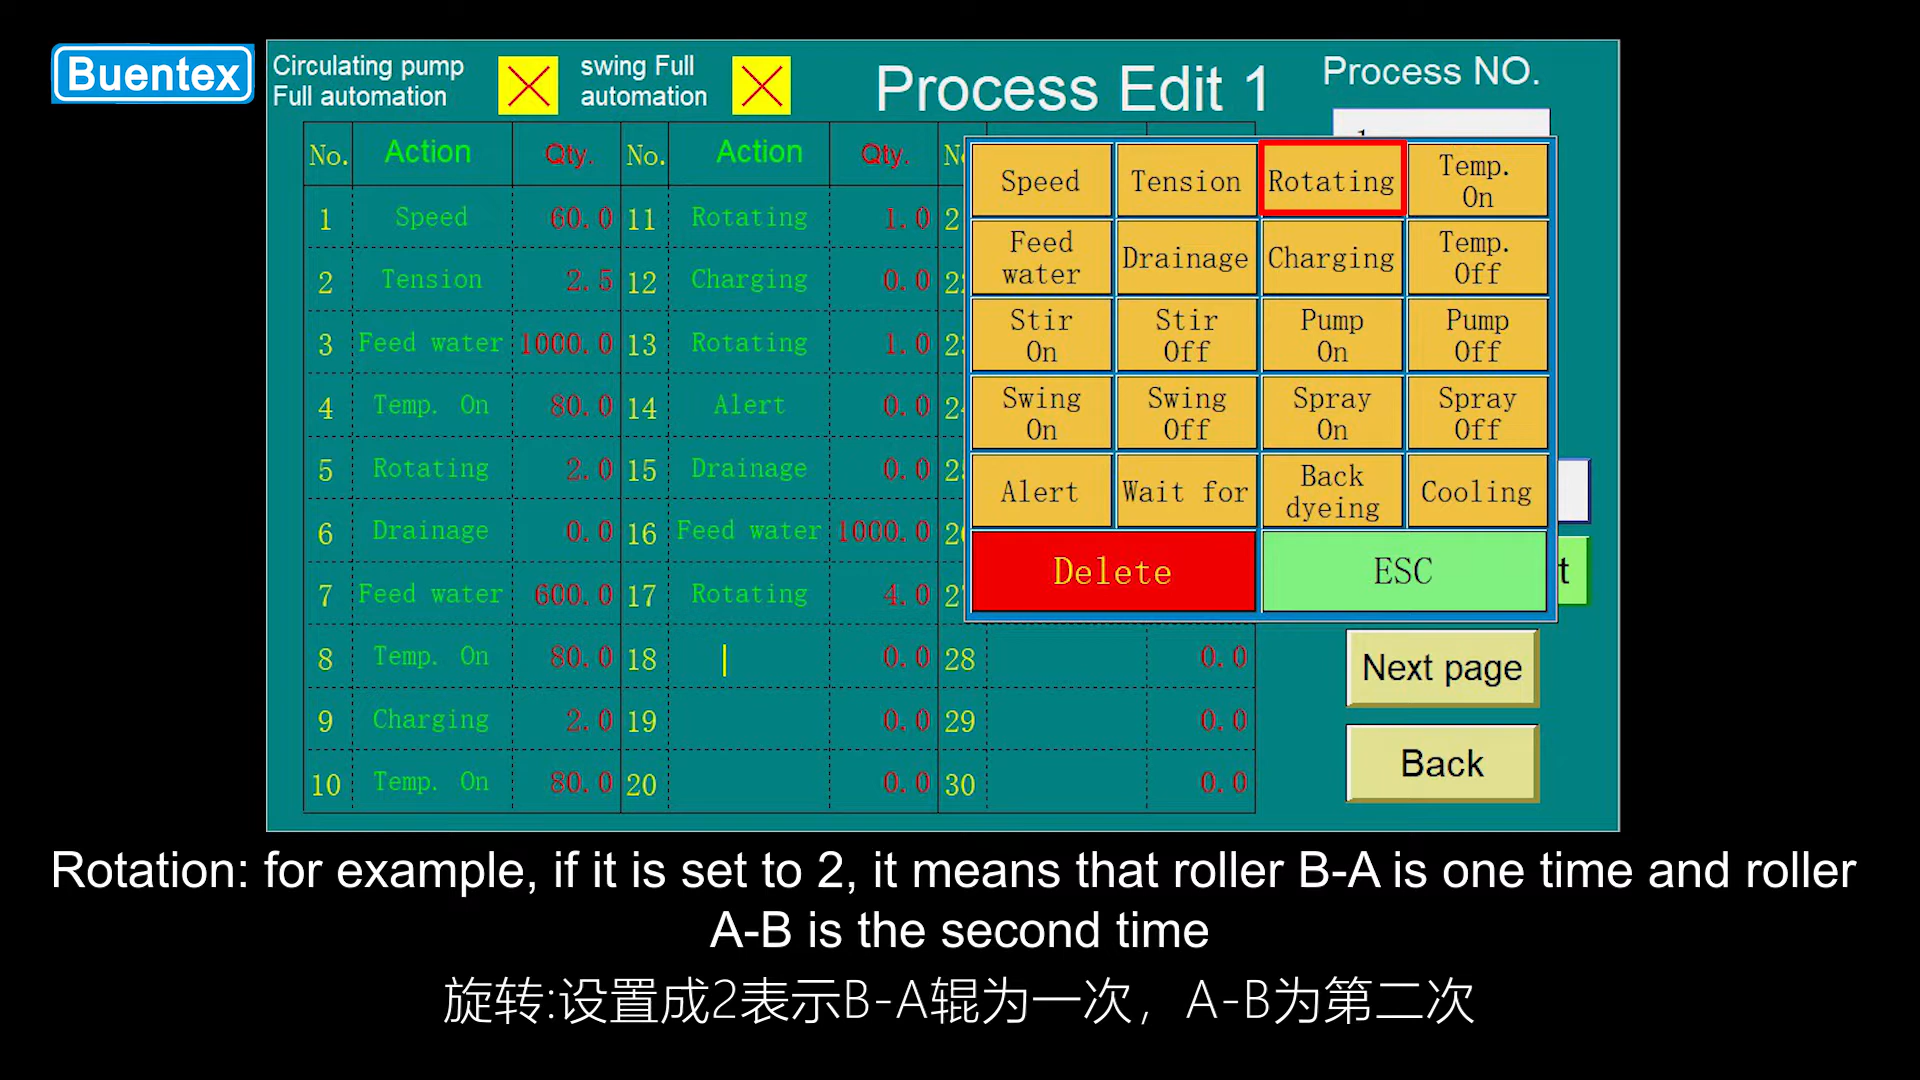 Buentex
Circulating pump
Full automation
swing Full
automation
Process Edit 1
Process NO.
No. Action Qty. No. Action Qty.
1 Speed 60.0 11 Rotating 1.0
2 Tension 2.5 12 Charging 0.0
3 Feed water 1000.0 13 Rotating 1.0
4 Temp. On 80.0 14 Alert 0.0
5 Rotating 2.0 15 Drainage 0.0
6 Drainage 0.0 16 Feed water 1000.0
7 Feed water 600.0 17 Rotating 4.0
8 Temp. On 80.0 18 0.0 28 0.0
9 Charging 2.0 19 0.0 29 0.0
10 Temp. On 80.0 20 0.0 30 0.0
Speed Tension Rotating Temp.
On
Feed
water Drainage Charging Temp.
Off
Stir
On Stir
Off Pump
On Pump
Off
Swing
On Swing
Off Spray
On Spray
Off
Alert Wait for Back
dyeing Cooling
Delete ESC
t
Next page
Back
Rotation: for example, if it is set to 2, it means that roller B-A is one time and roller
A-B is the second time
旋转:设置成2表示B-A辊为一次，A-B为第二次